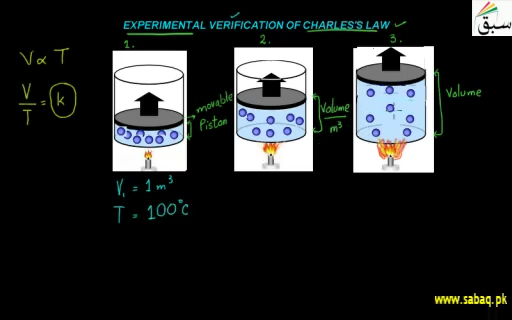 EXPERIMENTAL VERIFICATION OF CHARLES'S LAW
سبق
1.
2.
3.
V ∝ T
V/T = k
movable
Piston
Volume
m³
Volume
V₁ = 1 m³
T = 100°C
www.sabaq.pk